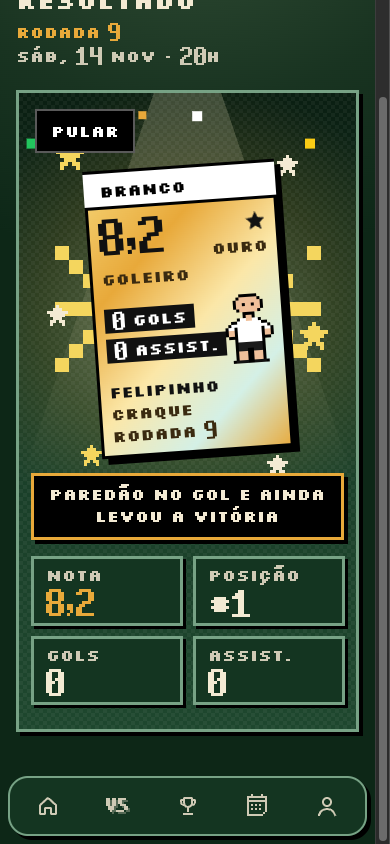 RESULTADO
RODADA 9
SÁB, 14 NOV · 20H
PULAR
BRANCO
8,2
OURO
GOLEIRO
0 GOLS
0 ASSIST.
FELIPINHO
CRAQUE
RODADA 9
PAREDÃO NO GOL E AINDA
LEVOU A VITÓRIA
NOTA
8,2
POSIÇÃO
#1
GOLS
0
ASSIST.
0
VS